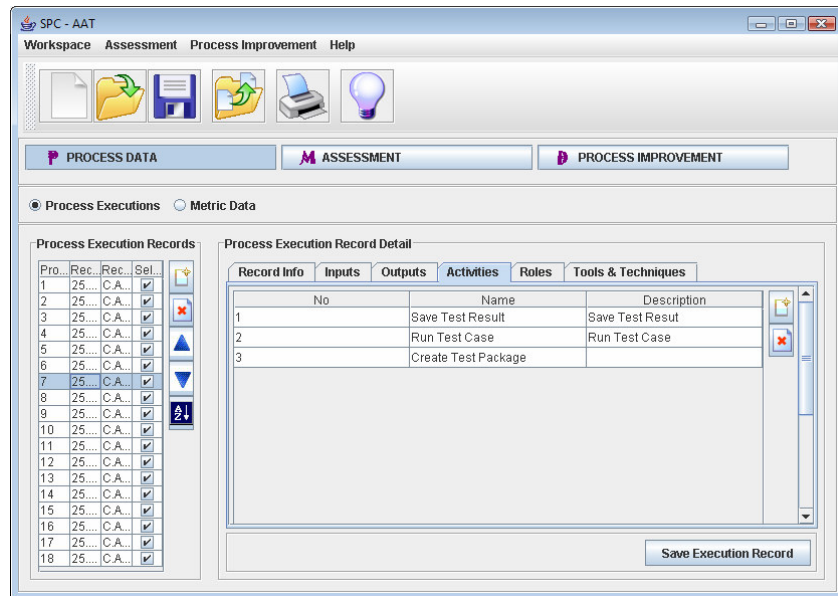 SPC - AAT
Workspace Assessment Process Improvement Help
PROCESS DATA ASSESSMENT PROCESS IMPROVEMENT
Process Executions Metric Data
Process Execution Records
Pro... Rec... Rec... Sel...
1 25.... C.A...
2 25.... C.A...
3 25.... C.A...
4 25.... C.A...
5 25.... C.A...
6 25.... C.A...
7 25.... C.A...
8 25.... C.A...
9 25.... C.A...
10 25.... C.A...
11 25.... C.A...
12 25.... C.A...
13 25.... C.A...
14 25.... C.A...
15 25.... C.A...
16 25.... C.A...
17 25.... C.A...
18 25.... C.A...
Process Execution Record Detail
Record Info Inputs Outputs Activities Roles Tools & Techniques
No Name Description
1 Save Test Result Save Test Resut
2 Run Test Case Run Test Case
3 Create Test Package
Save Execution Record